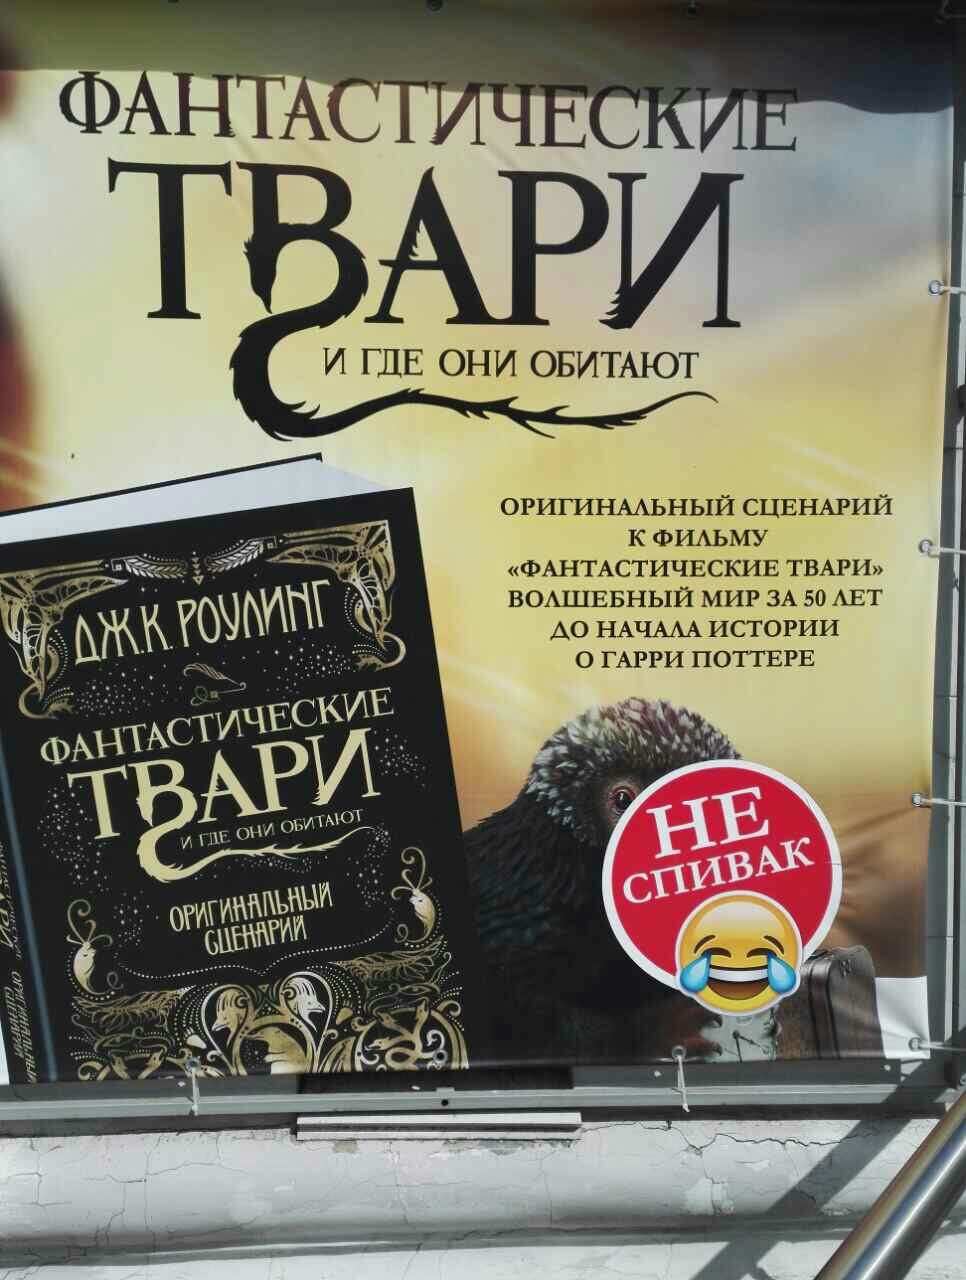 ФАНТАСТИЧЕСКИЕ
ТВАРИ
И ГДЕ ОНИ ОБИТАЮТ
ОРИГИНАЛЬНЫЙ СЦЕНАРИЙ
К ФИЛЬМУ
«ФАНТАСТИЧЕСКИЕ ТВАРИ»
ВОЛШЕБНЫЙ МИР ЗА 50 ЛЕТ
ДО НАЧАЛА ИСТОРИИ
О ГАРРИ ПОТТЕРЕ
ДЖ.К. РОУЛИНГ
ФАНТАСТИЧЕСКИЕ
ТВАРИ
И ГДЕ ОНИ ОБИТАЮТ
ОРИГИНАЛЬНЫЙ
СЦЕНАРИЙ
НЕ
СПИВАК